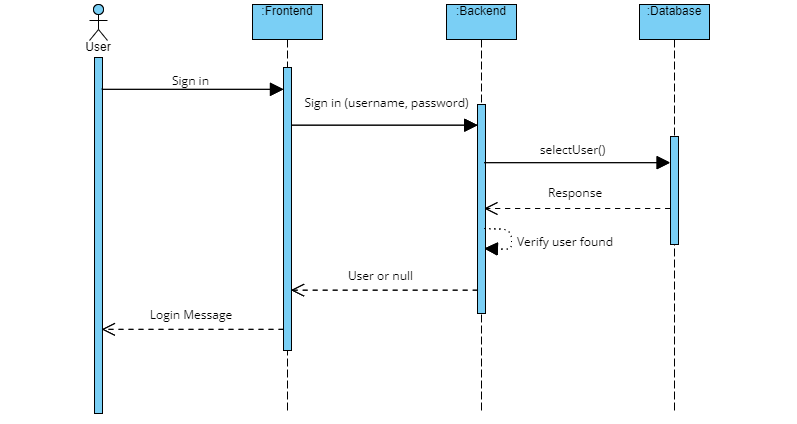 :Frontend
:Backend
:Database
User
Sign in
Sign in (username, password)
selectUser()
Response
Verify user found
User or null
Login Message